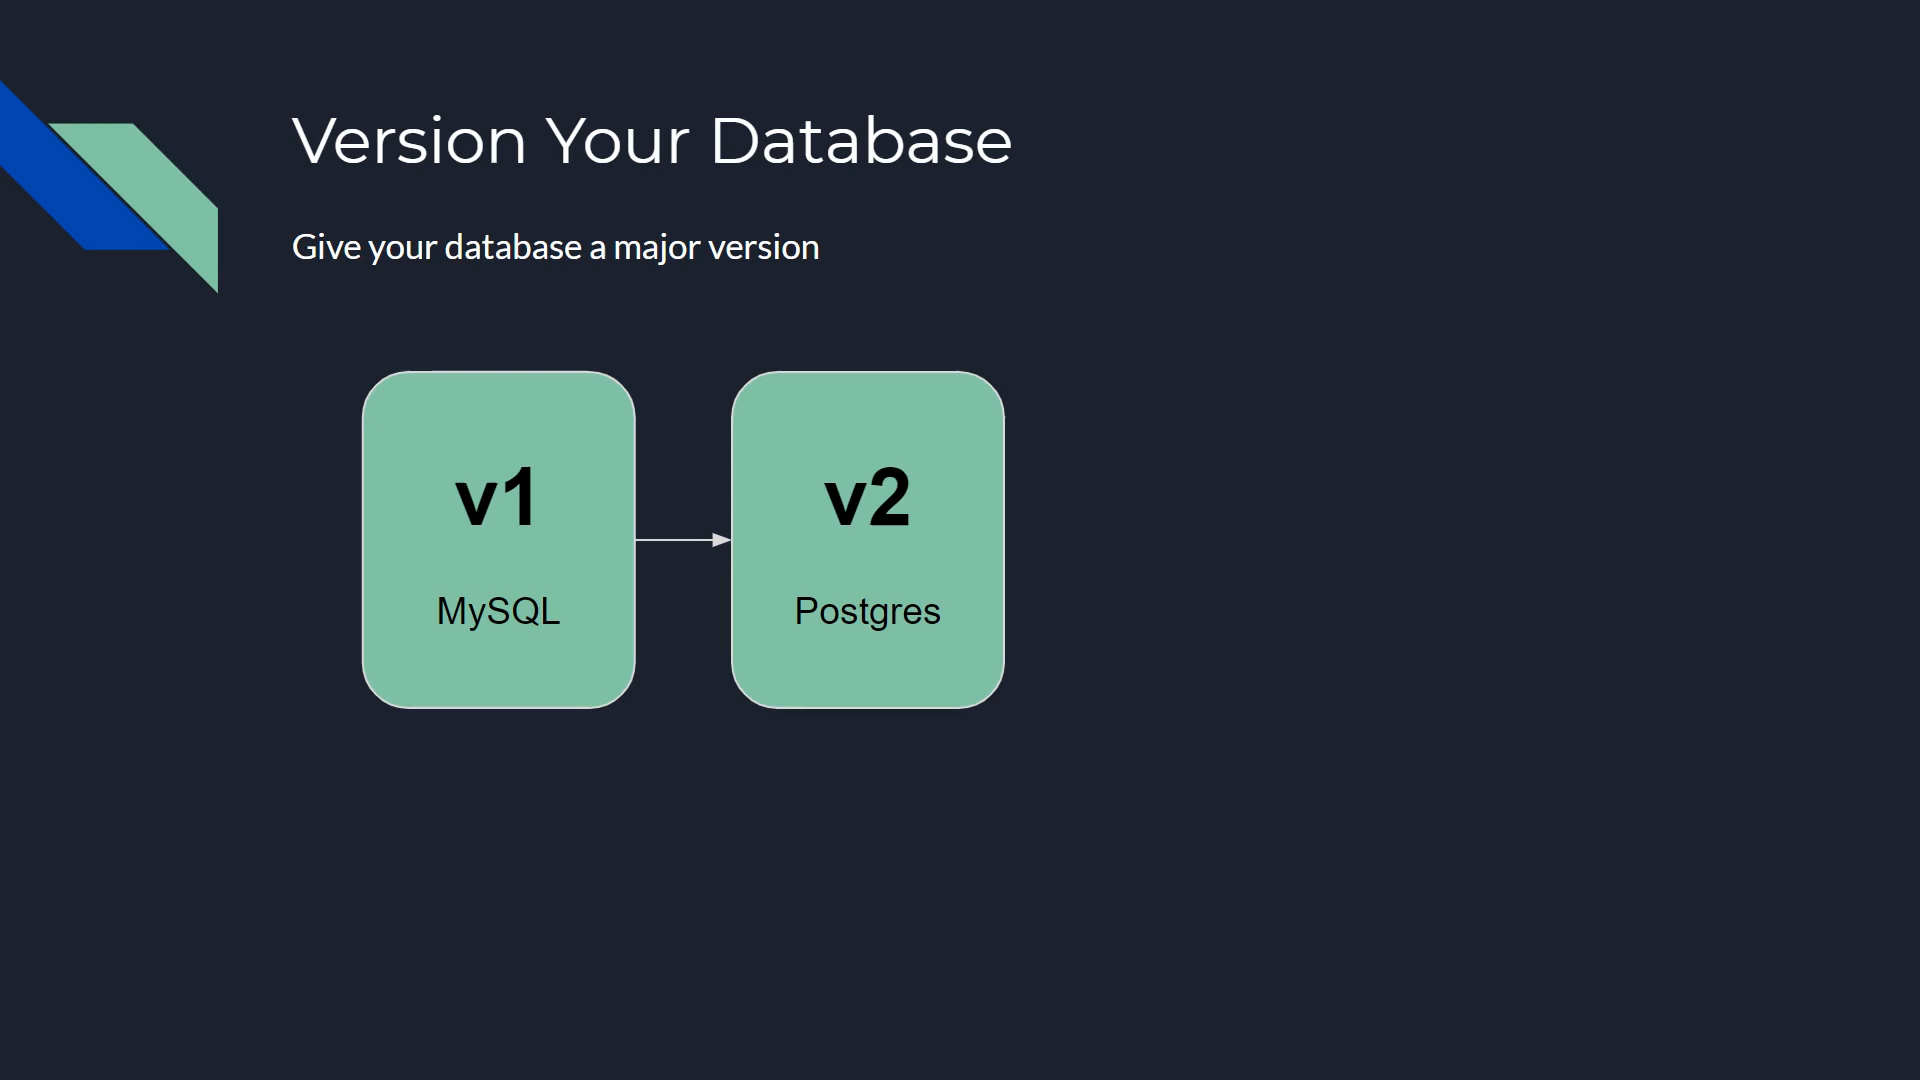 Version Your Database
Give your database a major version
v1
MySQL
v2
Postgres